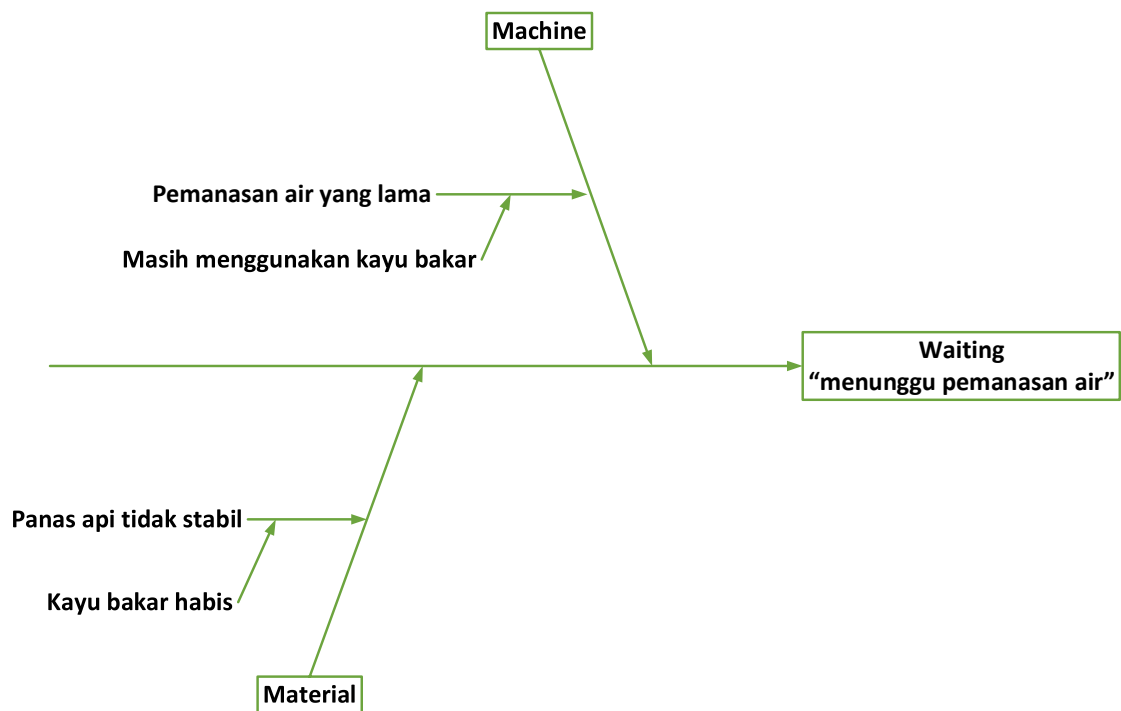 Machine
Pemanasan air yang lama
Masih menggunakan kayu bakar
Waiting
“menunggu pemanasan air”
Panas api tidak stabil
Kayu bakar habis
Material